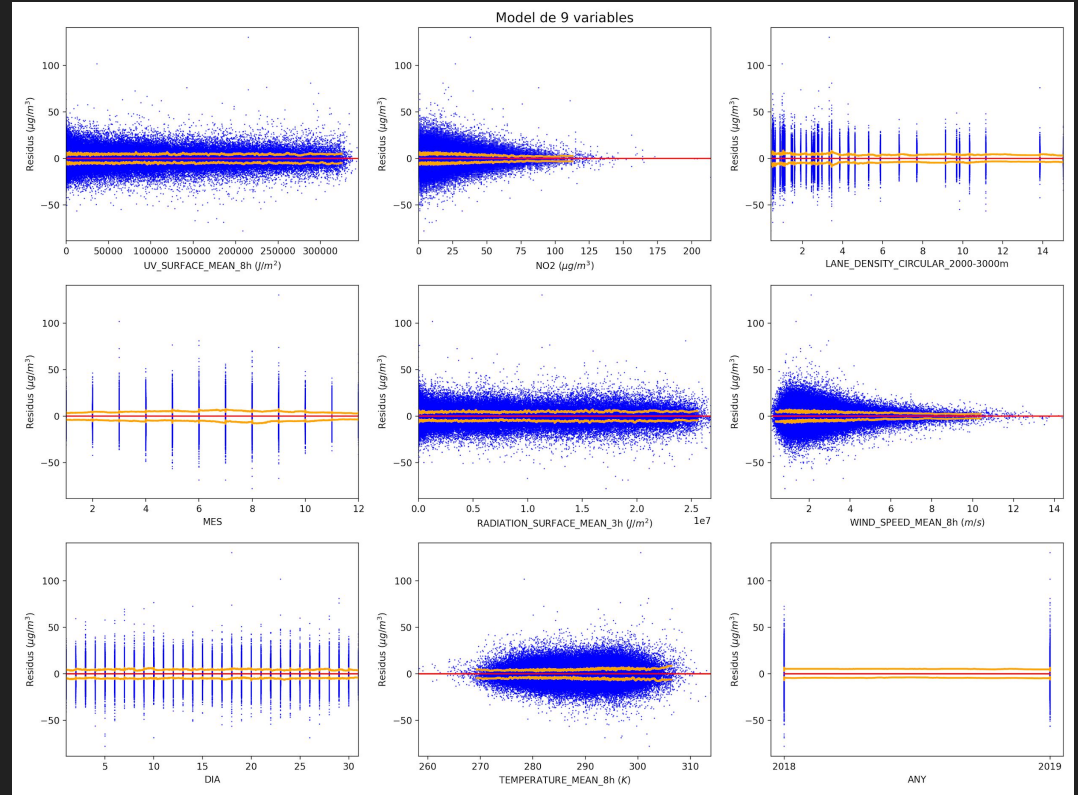 Model de 9 variables
Residus (μg/m³)
100
50
0
−50
0 50000 100000 150000 200000 250000 300000
UV_SURFACE_MEAN_8h (J/m²)
Residus (μg/m³)
100
50
0
−50
0 25 50 75 100 125 150 175 200
NO2 (μg/m³)
Residus (μg/m³)
100
50
0
−50
2 4 6 8 10 12 14
LANE_DENSITY_CIRCULAR_2000-3000m
Residus (μg/m³)
100
50
0
−50
2 4 6 8 10 12
MES
Residus (μg/m³)
100
50
0
−50
0.0 0.5 1.0 1.5 2.0 2.5
1e7
RADIATION_SURFACE_MEAN_3h (J/m²)
Residus (μg/m³)
100
50
0
−50
2 4 6 8 10 12 14
WIND_SPEED_MEAN_8h (m/s)
Residus (μg/m³)
100
50
0
−50
5 10 15 20 25 30
DIA
Residus (μg/m³)
100
50
0
−50
260 270 280 290 300 310
TEMPERATURE_MEAN_8h (K)
Residus (μg/m³)
100
50
0
−50
2018 2019
ANY